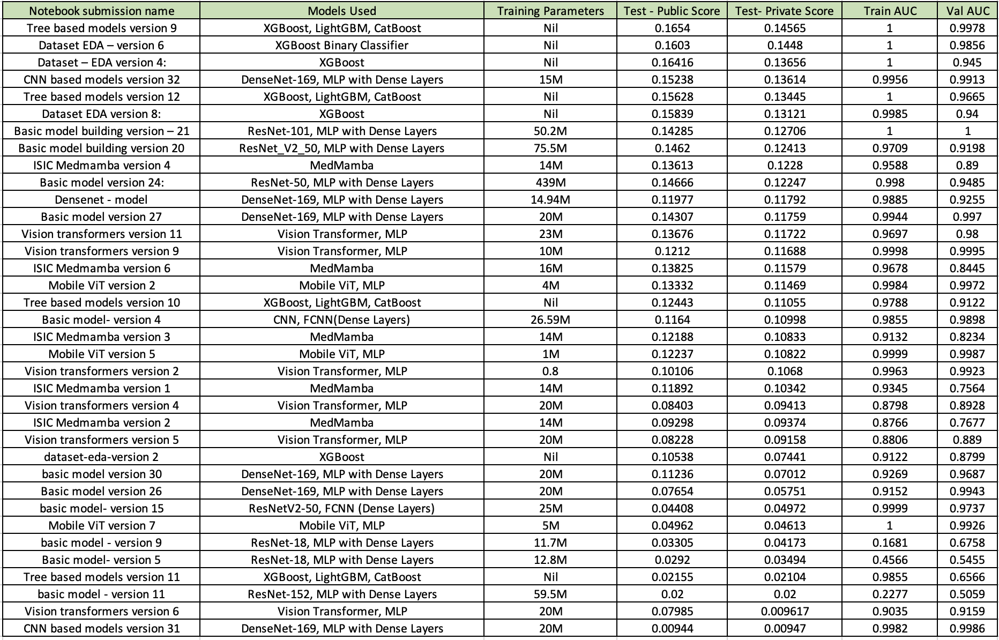 Notebook submission name Models Used Training Parameters Test - Public Score Test- Private Score Train AUC Val AUC
Tree based models version 9 XGBoost, LightGBM, CatBoost Nil 0.1654 0.14565 1 0.9978
Dataset EDA – version 6 XGBoost Binary Classifier Nil 0.1603 0.1448 1 0.9856
Dataset – EDA version 4: XGBoost Nil 0.16416 0.13656 1 0.945
CNN based models version 32 DenseNet-169, MLP with Dense Layers 15M 0.15238 0.13614 0.9956 0.9913
Tree based models version 12 XGBoost, LightGBM, CatBoost Nil 0.15628 0.13445 1 0.9665
Dataset EDA version 8: XGBoost Nil 0.15839 0.13121 0.9985 0.94
Basic model building version – 21 ResNet-101, MLP with Dense Layers 50.2M 0.14285 0.12706 1 1
Basic model building version 20 ResNet_V2_50, MLP with Dense Layers 75.5M 0.1462 0.12413 0.9709 0.9198
ISIC Medmamba version 4 MedMamba 14M 0.13613 0.1228 0.9588 0.89
Basic model version 24: ResNet-50, MLP with Dense Layers 439M 0.14666 0.12247 0.998 0.9485
Densenet - model DenseNet-169, MLP with Dense Layers 14.94M 0.11977 0.11792 0.9885 0.9255
Basic model version 27 DenseNet-169, MLP with Dense Layers 20M 0.14307 0.11759 0.9944 0.997
Vision transformers version 11 Vision Transformer, MLP 23M 0.13676 0.11722 0.9697 0.98
Vision transformers version 9 Vision Transformer, MLP 10M 0.1212 0.11688 0.9998 0.9995
ISIC Medmamba version 6 MedMamba 16M 0.13825 0.11579 0.9678 0.8445
Mobile ViT version 2 Mobile ViT, MLP 4M 0.13332 0.11469 0.9984 0.9972
Tree based models version 10 XGBoost, LightGBM, CatBoost Nil 0.12443 0.11055 0.9788 0.9122
Basic model- version 4 CNN, FCNN(Dense Layers) 26.59M 0.1164 0.10998 0.9855 0.9898
ISIC Medmamba version 3 MedMamba 14M 0.12188 0.10833 0.9132 0.8234
Mobile ViT version 5 Mobile ViT, MLP 1M 0.12237 0.10822 0.9999 0.9987
Vision transformers version 2 Vision Transformer, MLP 0.8 0.10106 0.1068 0.9963 0.9923
ISIC Medmamba version 1 MedMamba 14M 0.11892 0.10342 0.9345 0.7564
Vision transformers version 4 Vision Transformer, MLP 20M 0.08403 0.09413 0.8798 0.8928
ISIC Medmamba version 2 MedMamba 14M 0.09298 0.09374 0.8766 0.7677
Vision transformers version 5 Vision Transformer, MLP 20M 0.08228 0.09158 0.8806 0.889
dataset-eda-version 2 XGBoost Nil 0.10538 0.07441 0.9122 0.8799
basic model version 30 DenseNet-169, MLP with Dense Layers 20M 0.11236 0.07012 0.9269 0.9687
Basic model version 26 DenseNet-169, MLP with Dense Layers 20M 0.07654 0.05751 0.9152 0.9943
basic model- version 15 ResNetV2-50, FCNN (Dense Layers) 25M 0.04408 0.04972 0.9999 0.9737
Mobile ViT version 7 Mobile ViT, MLP 5M 0.04962 0.04613 1 0.9926
basic model - version 9 ResNet-18, MLP with Dense Layers 11.7M 0.03305 0.04173 0.1681 0.6758
Basic model- version 5 ResNet-18, MLP with Dense Layers 12.8M 0.0292 0.03494 0.4566 0.5455
Tree based models version 11 XGBoost, LightGBM, CatBoost Nil 0.02155 0.02104 0.9855 0.6566
basic model - version 11 ResNet-152, MLP with Dense Layers 59.5M 0.02 0.02 0.2277 0.5059
Vision transformers version 6 Vision Transformer, MLP 20M 0.07985 0.009617 0.9035 0.9159
CNN based models version 31 DenseNet-169, MLP with Dense Layers 20M 0.00944 0.00947 0.9982 0.9986